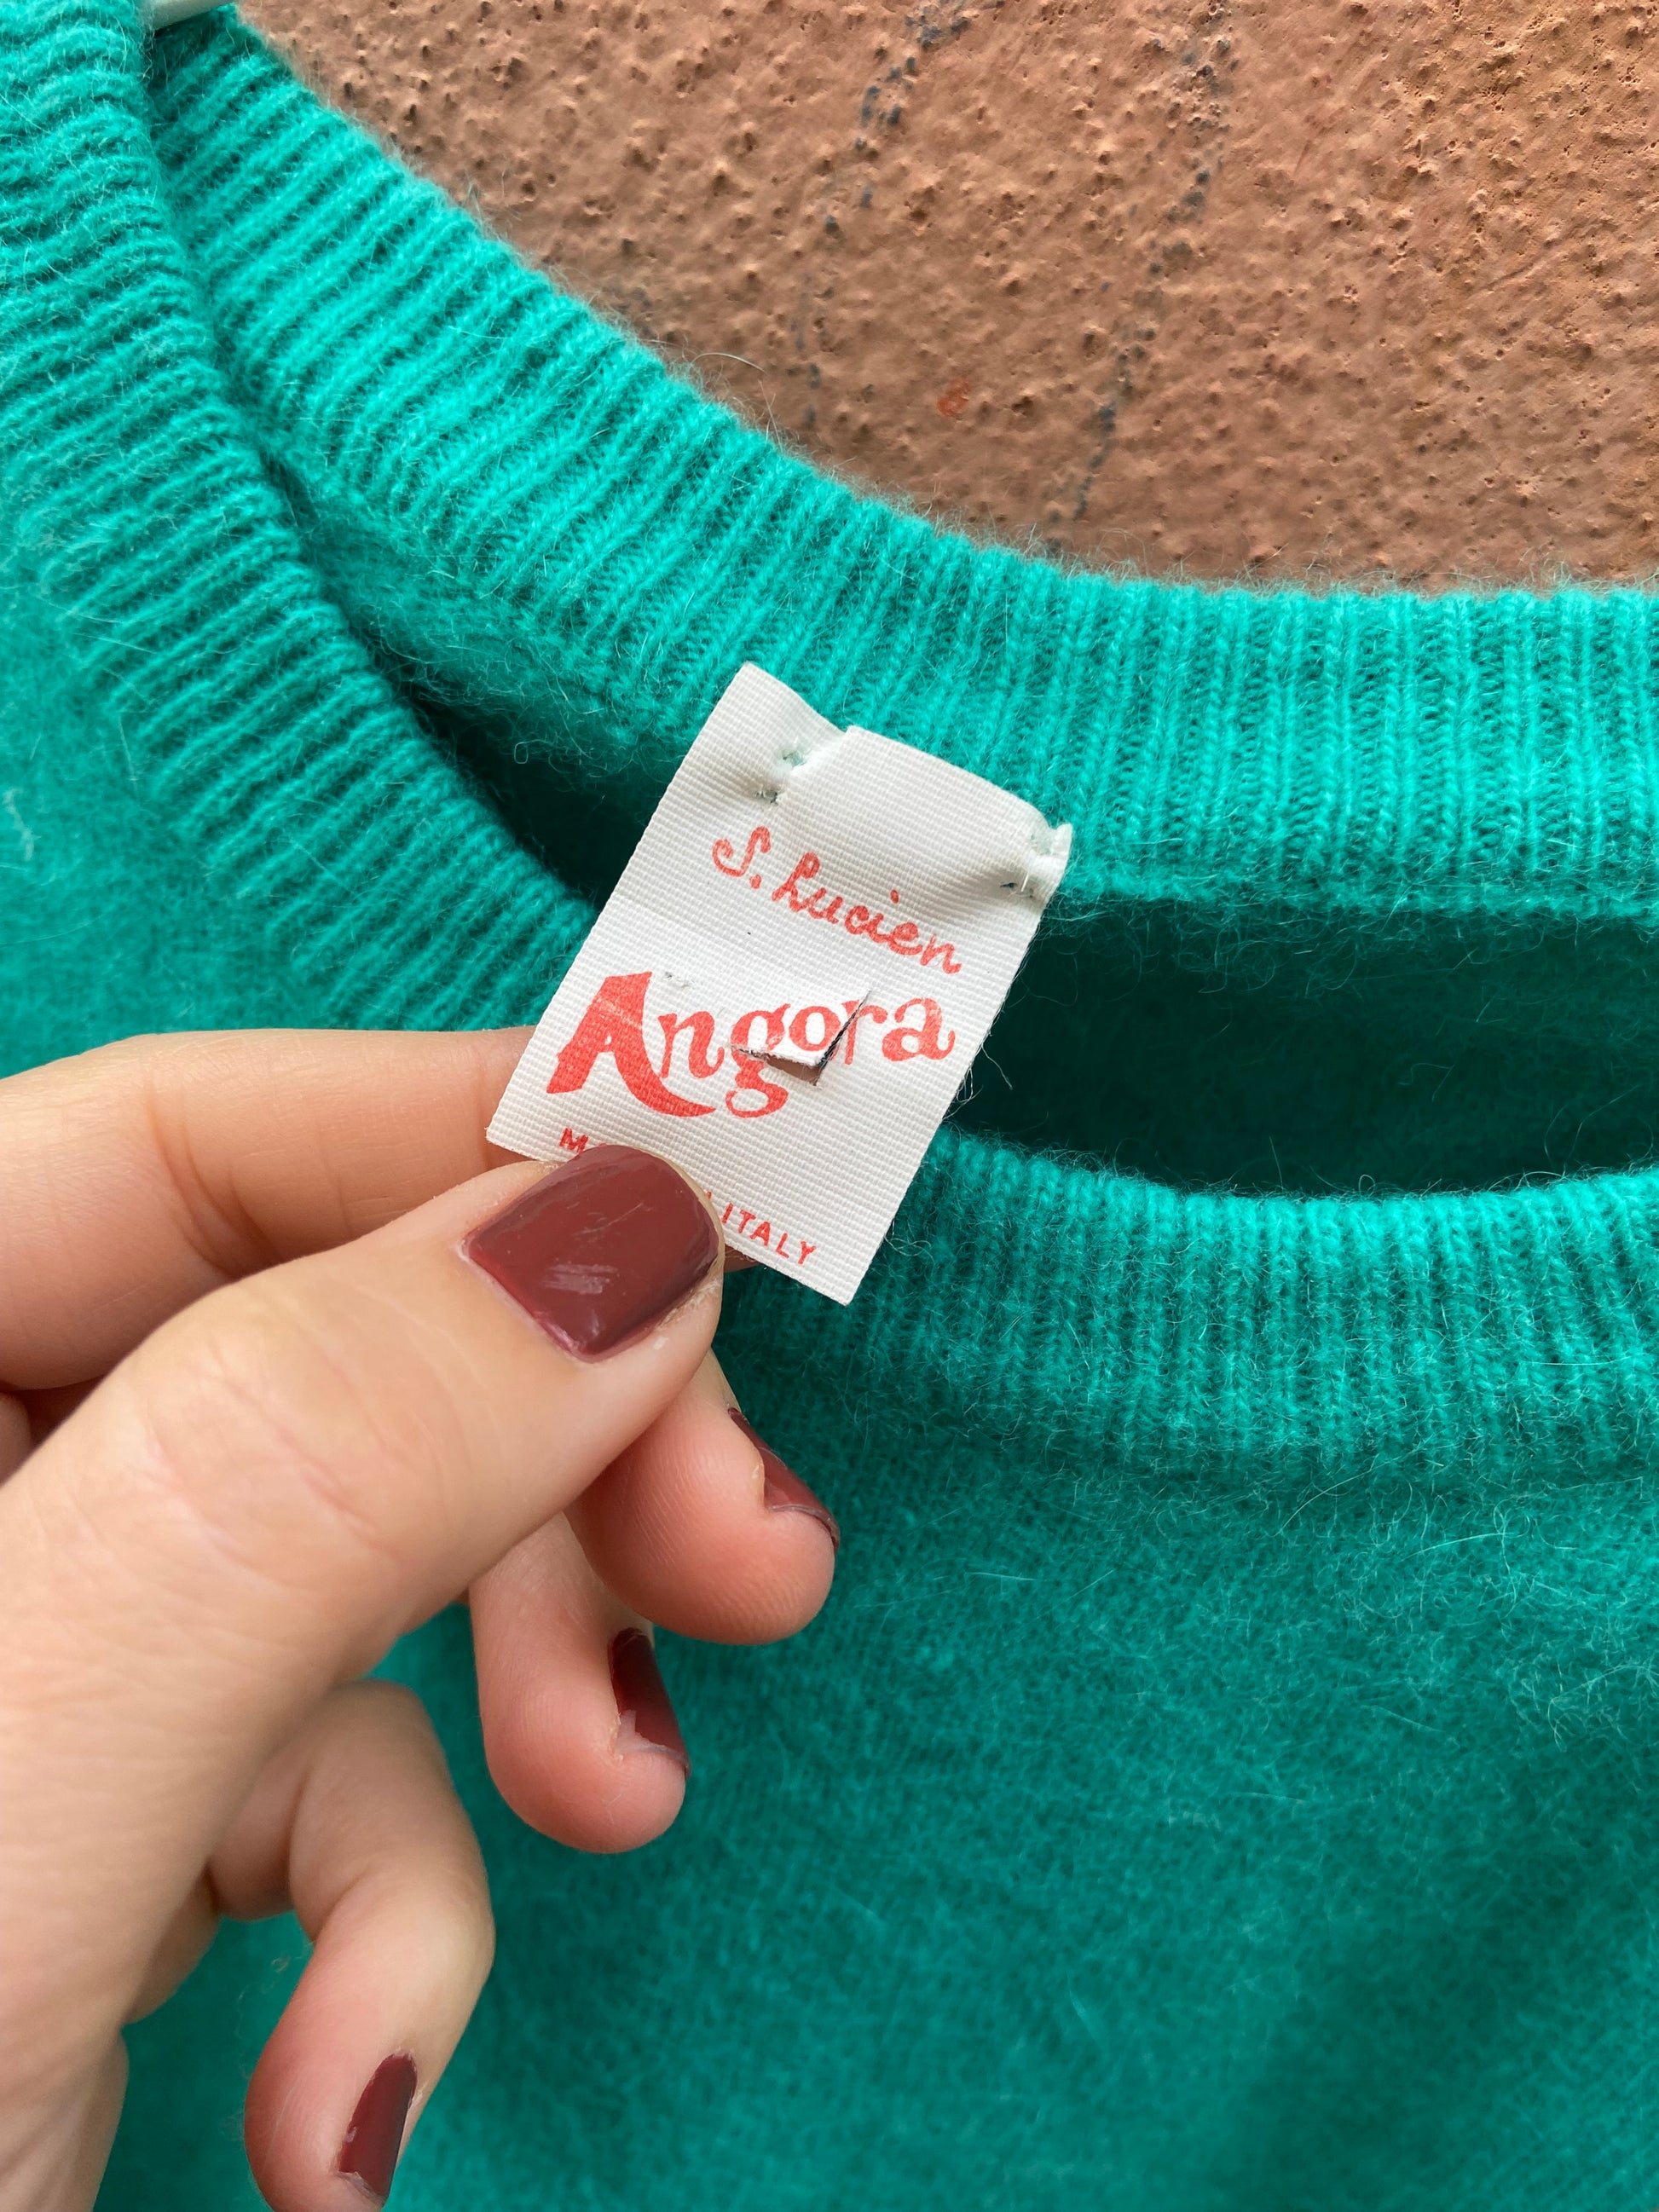 S. Lucien
Angora
ITALY